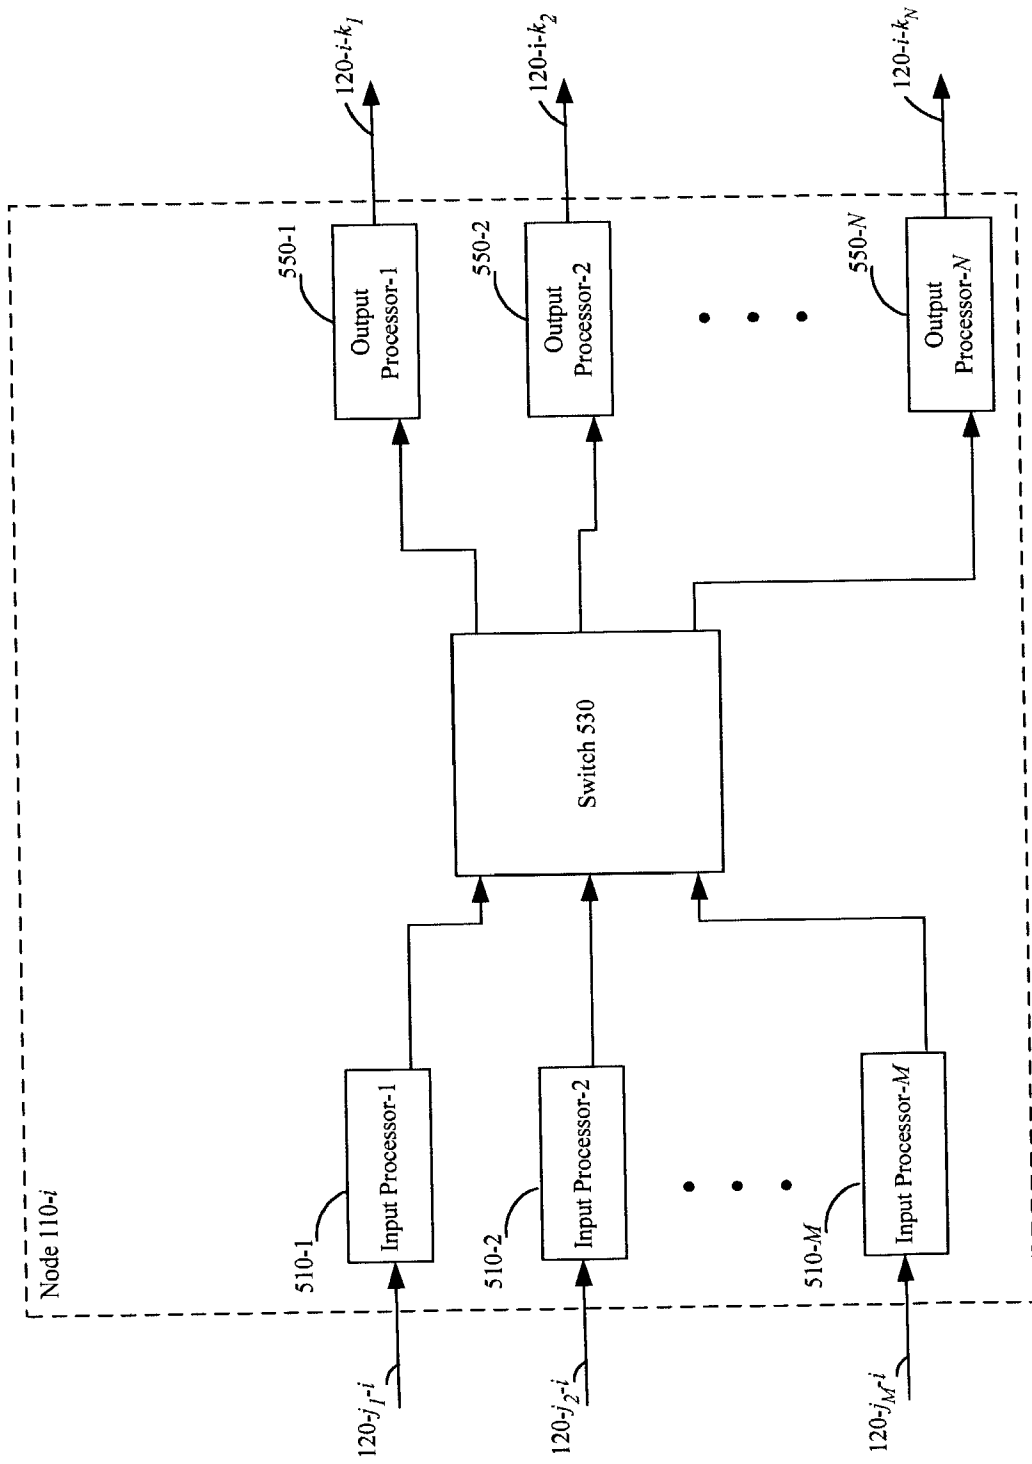 Node 110-i
120-j1-i
510-1
Input Processor-1
120-j2-i
510-2
Input Processor-2
120-jM-i
510-M
Input Processor-M
Switch 530
550-1
Output
Processor-1
120-i-k1
550-2
Output
Processor-2
120-i-k2
550-N
Output
Processor-N
120-i-kN